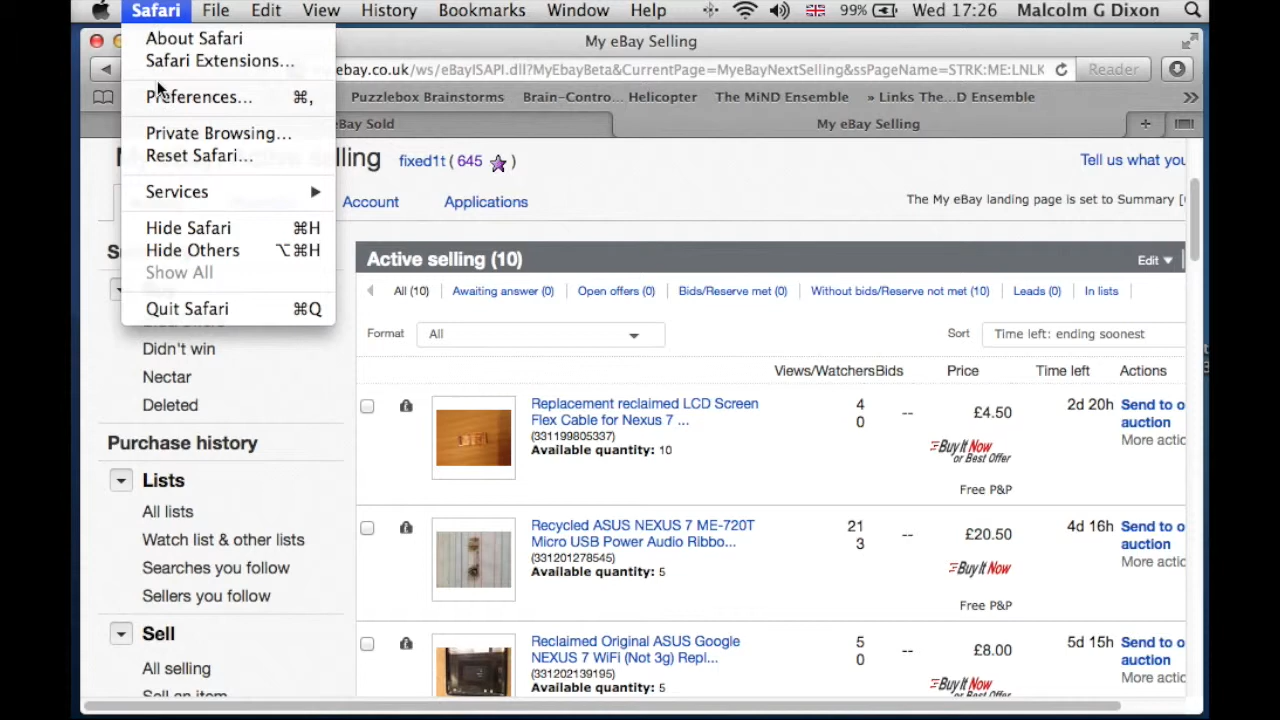 Safari File Edit View History Bookmarks Window Help 99% Wed 17:26 Malcolm G Dixon
About Safari
Safari Extensions...
Preferences... ⌘,
Private Browsing...
Reset Safari...
Services
Hide Safari ⌘H
Hide Others ⌥⌘H
Show All
Quit Safari ⌘Q
My eBay Selling
ebay.co.uk/ws/eBayISAPI.dll?MyEbayBeta&CurrentPage=MyeBayNextSelling&ssPageName=STRK:ME:LNLK Reader
Puzzlebox Brainstorms Brain-Contro... Helicopter The MiND Ensemble » Links The...D Ensemble
eBay Sold My eBay Selling
fixed1t ( 645 )
Tell us what you
Account Applications
The My eBay landing page is set to Summary [
Didn't win
Nectar
Deleted
Purchase history
Lists
All lists
Watch list & other lists
Searches you follow
Sellers you follow
Sell
All selling
Sell an item
Active selling (10) Edit
All (10) Awaiting answer (0) Open offers (0) Bids/Reserve met (0) Without bids/Reserve not met (10) Leads (0) In lists
Format All Sort Time left: ending soonest
Views/Watchers Bids Price Time left Actions
Replacement reclaimed LCD Screen 4 -- £4.50 2d 20h Send to o
Flex Cable for Nexus 7 ... 0 auction
(331199805337) More actio
Available quantity: 10 Buy It Now
or Best Offer
Free P&P
Recycled ASUS NEXUS 7 ME-720T 21 -- £20.50 4d 16h Send to o
Micro USB Power Audio Ribbo... 3 auction
(331201278545) More actio
Available quantity: 5 Buy It Now
Free P&P
Reclaimed Original ASUS Google 5 -- £8.00 5d 15h Send to o
NEXUS 7 WiFi (Not 3g) Repl... 0 auction
(331202139195) More actio
Available quantity: 5 Buy It Now
or Best Offer